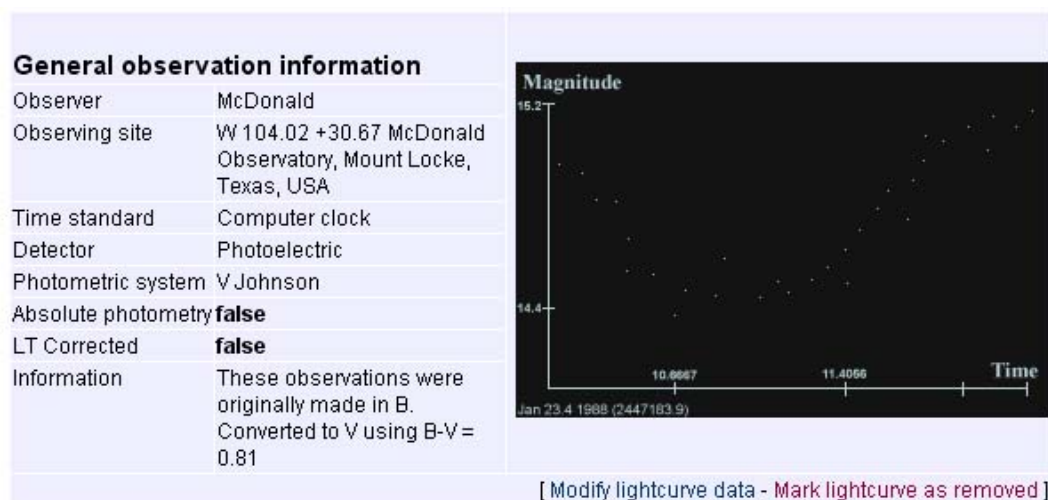 General observation information
Observer McDonald
Observing site W 104.02 +30.67 McDonald
Observatory, Mount Locke,
Texas, USA
Time standard Computer clock
Detector Photoelectric
Photometric system V Johnson
Absolute photometry false
LT Corrected false
Information These observations were
originally made in B.
Converted to V using B-V =
0.81
Magnitude
15.2
14.4
10.6667 11.4056 Time
Jan 23.4 1988 (2447183.9)
[ Modify lightcurve data - Mark lightcurve as removed ]